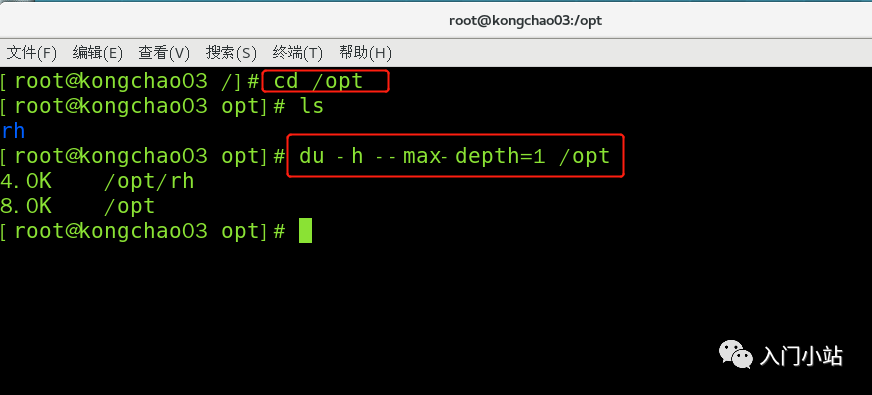 root@kongchao03:/opt
文件(F) 编辑(E) 查看(V) 搜索(S) 终端(T) 帮助(H)
[root@kongchao03 /]# cd /opt
[root@kongchao03 opt]# ls
rh
[root@kongchao03 opt]# du -h --max-depth=1 /opt
4.0K /opt/rh
8.0K /opt
[root@kongchao03 opt]#
入门小站